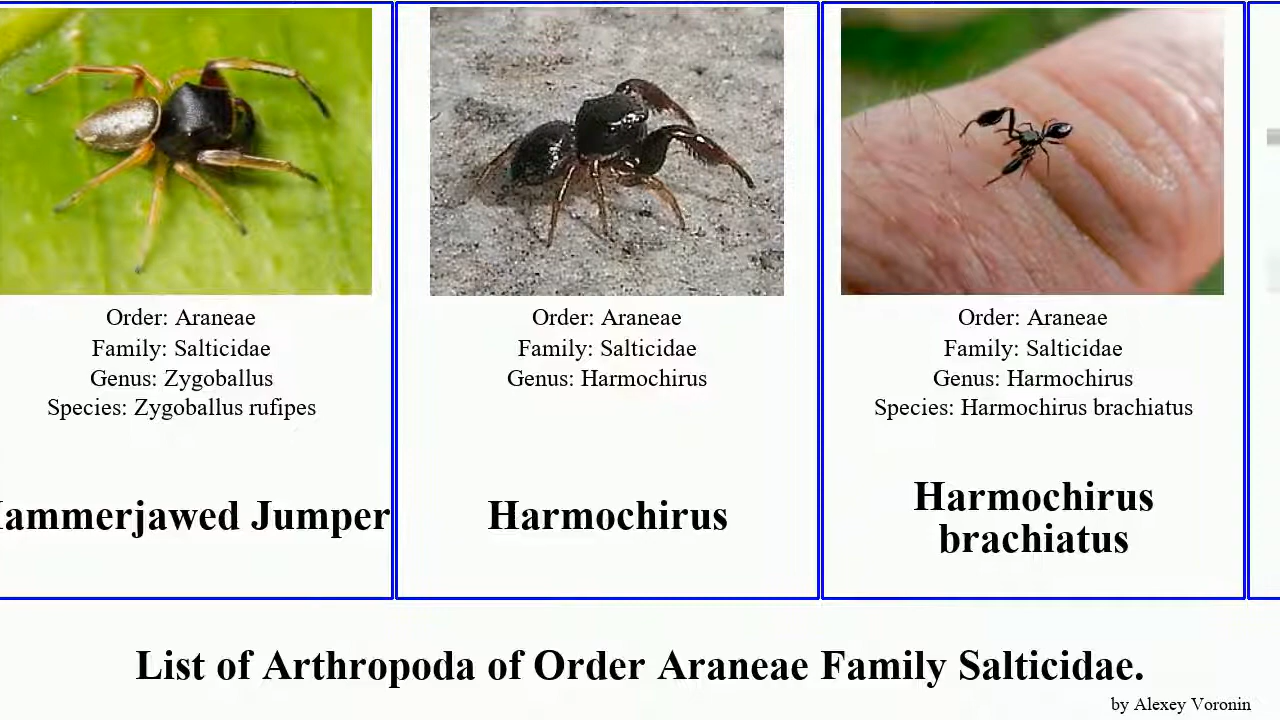 Order: Araneae
Family: Salticidae
Genus: Zygoballus
Species: Zygoballus rufipes
Jumper
Order: Araneae
Family: Salticidae
Genus: Harmochirus
Harmochirus
Order: Araneae
Family: Salticidae
Genus: Harmochirus
Species: Harmochirus brachiatus
Harmochirus
brachiatus
List of Arthropoda of Order Araneae Family Salticidae.
by Alexey Voronin